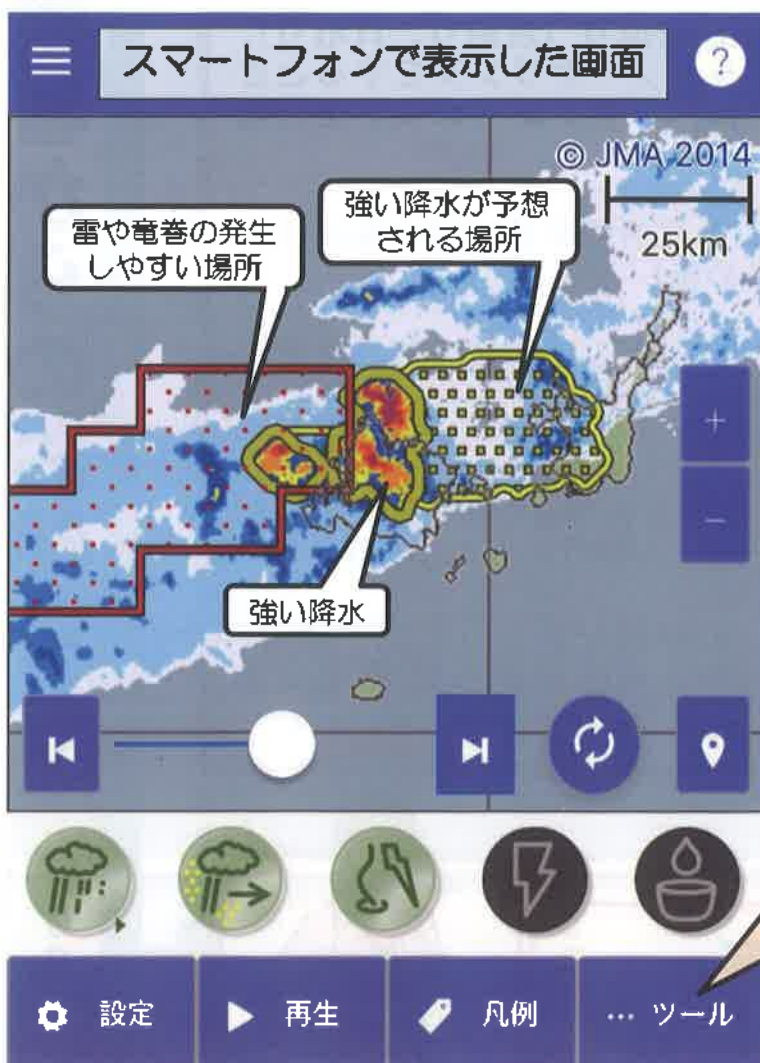 スマートフォンで表示した画面
?
© JMA 2014
25km
雷や竜巻の発生
しやすい場所
強い降水が予想
される場所
+
−
強い降水
設定
再生
凡例
… ツール